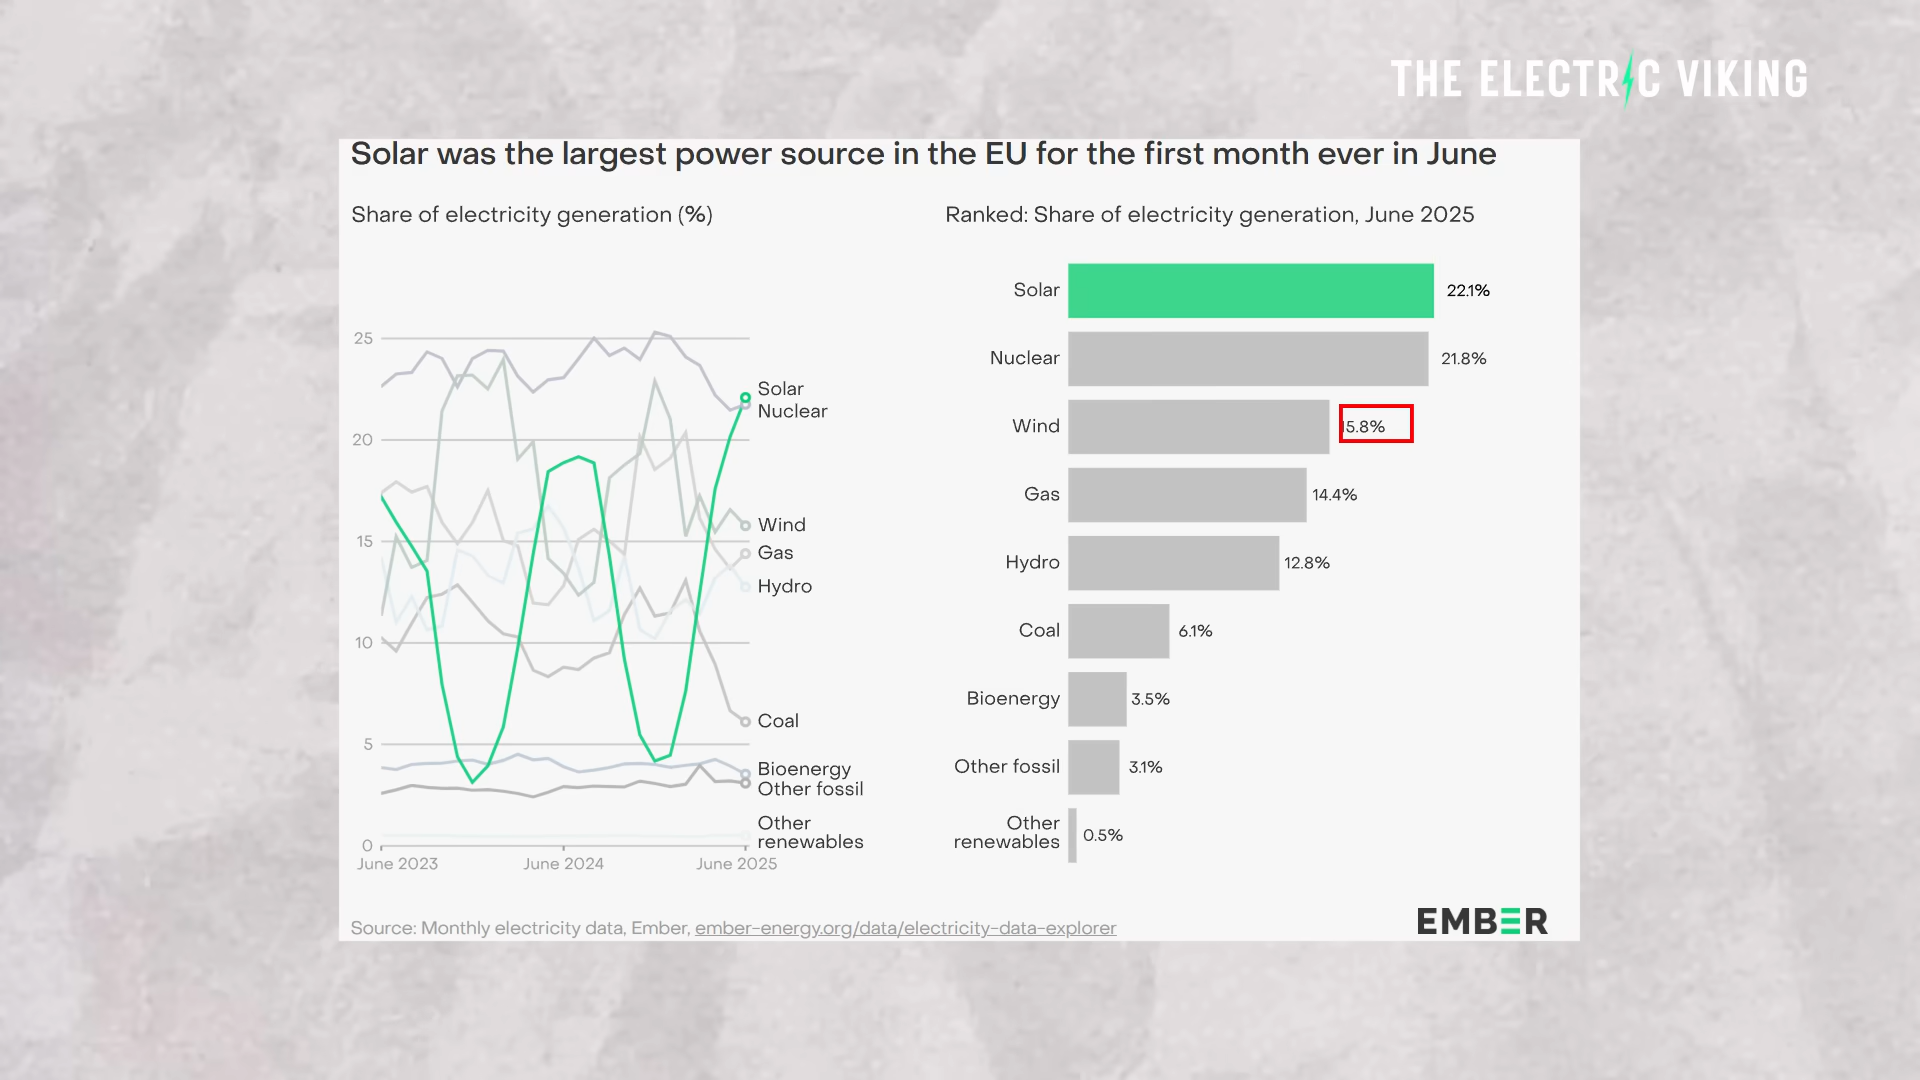 THE ELECTRIC VIKING
Solar was the largest power source in the EU for the first month ever in June
Share of electricity generation (%)
25
20
15
10
5
0
June 2023
June 2024
June 2025
Solar
Nuclear
Wind
Gas
Hydro
Coal
Bioenergy
Other fossil
Other
renewables
Ranked: Share of electricity generation, June 2025
Solar 22.1%
Nuclear 21.8%
Wind 15.8%
Gas 14.4%
Hydro 12.8%
Coal 6.1%
Bioenergy 3.5%
Other fossil 3.1%
Other
renewables 0.5%
Source: Monthly electricity data, Ember, ember-energy.org/data/electricity-data-explorer
EMBER